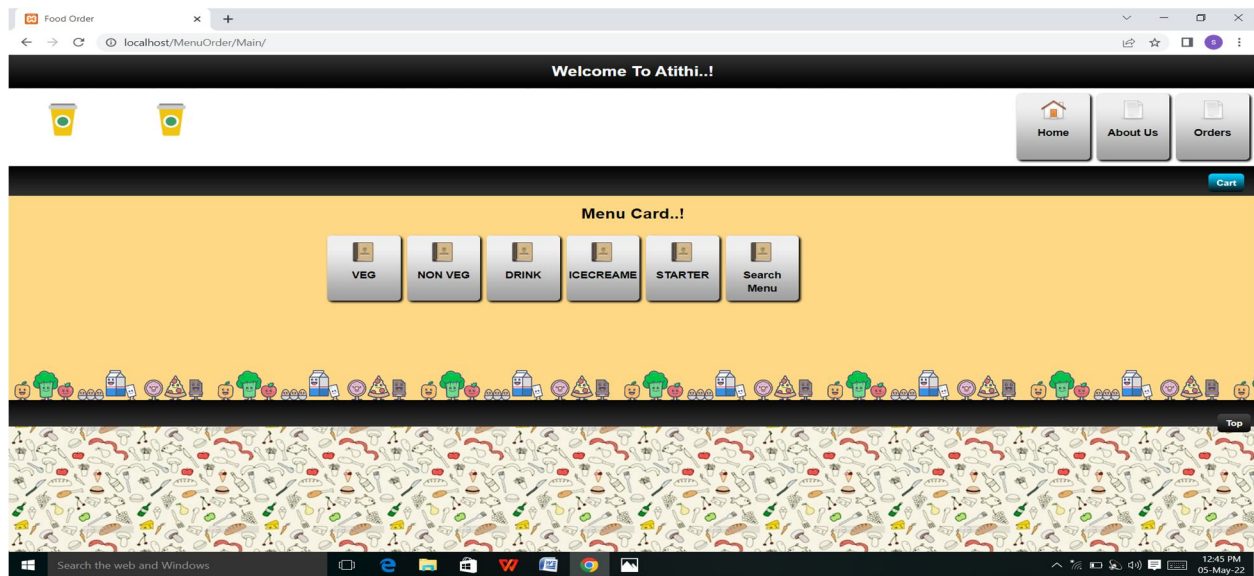 Food Order
localhost/MenuOrder/Main/
S
Welcome To Atithi..!
Home
About Us
Orders
Cart
Menu Card..!
VEG
NON VEG
DRINK
ICECREAME
STARTER
Search
Menu
Top
Search the web and Windows
12:45 PM
05-May-22